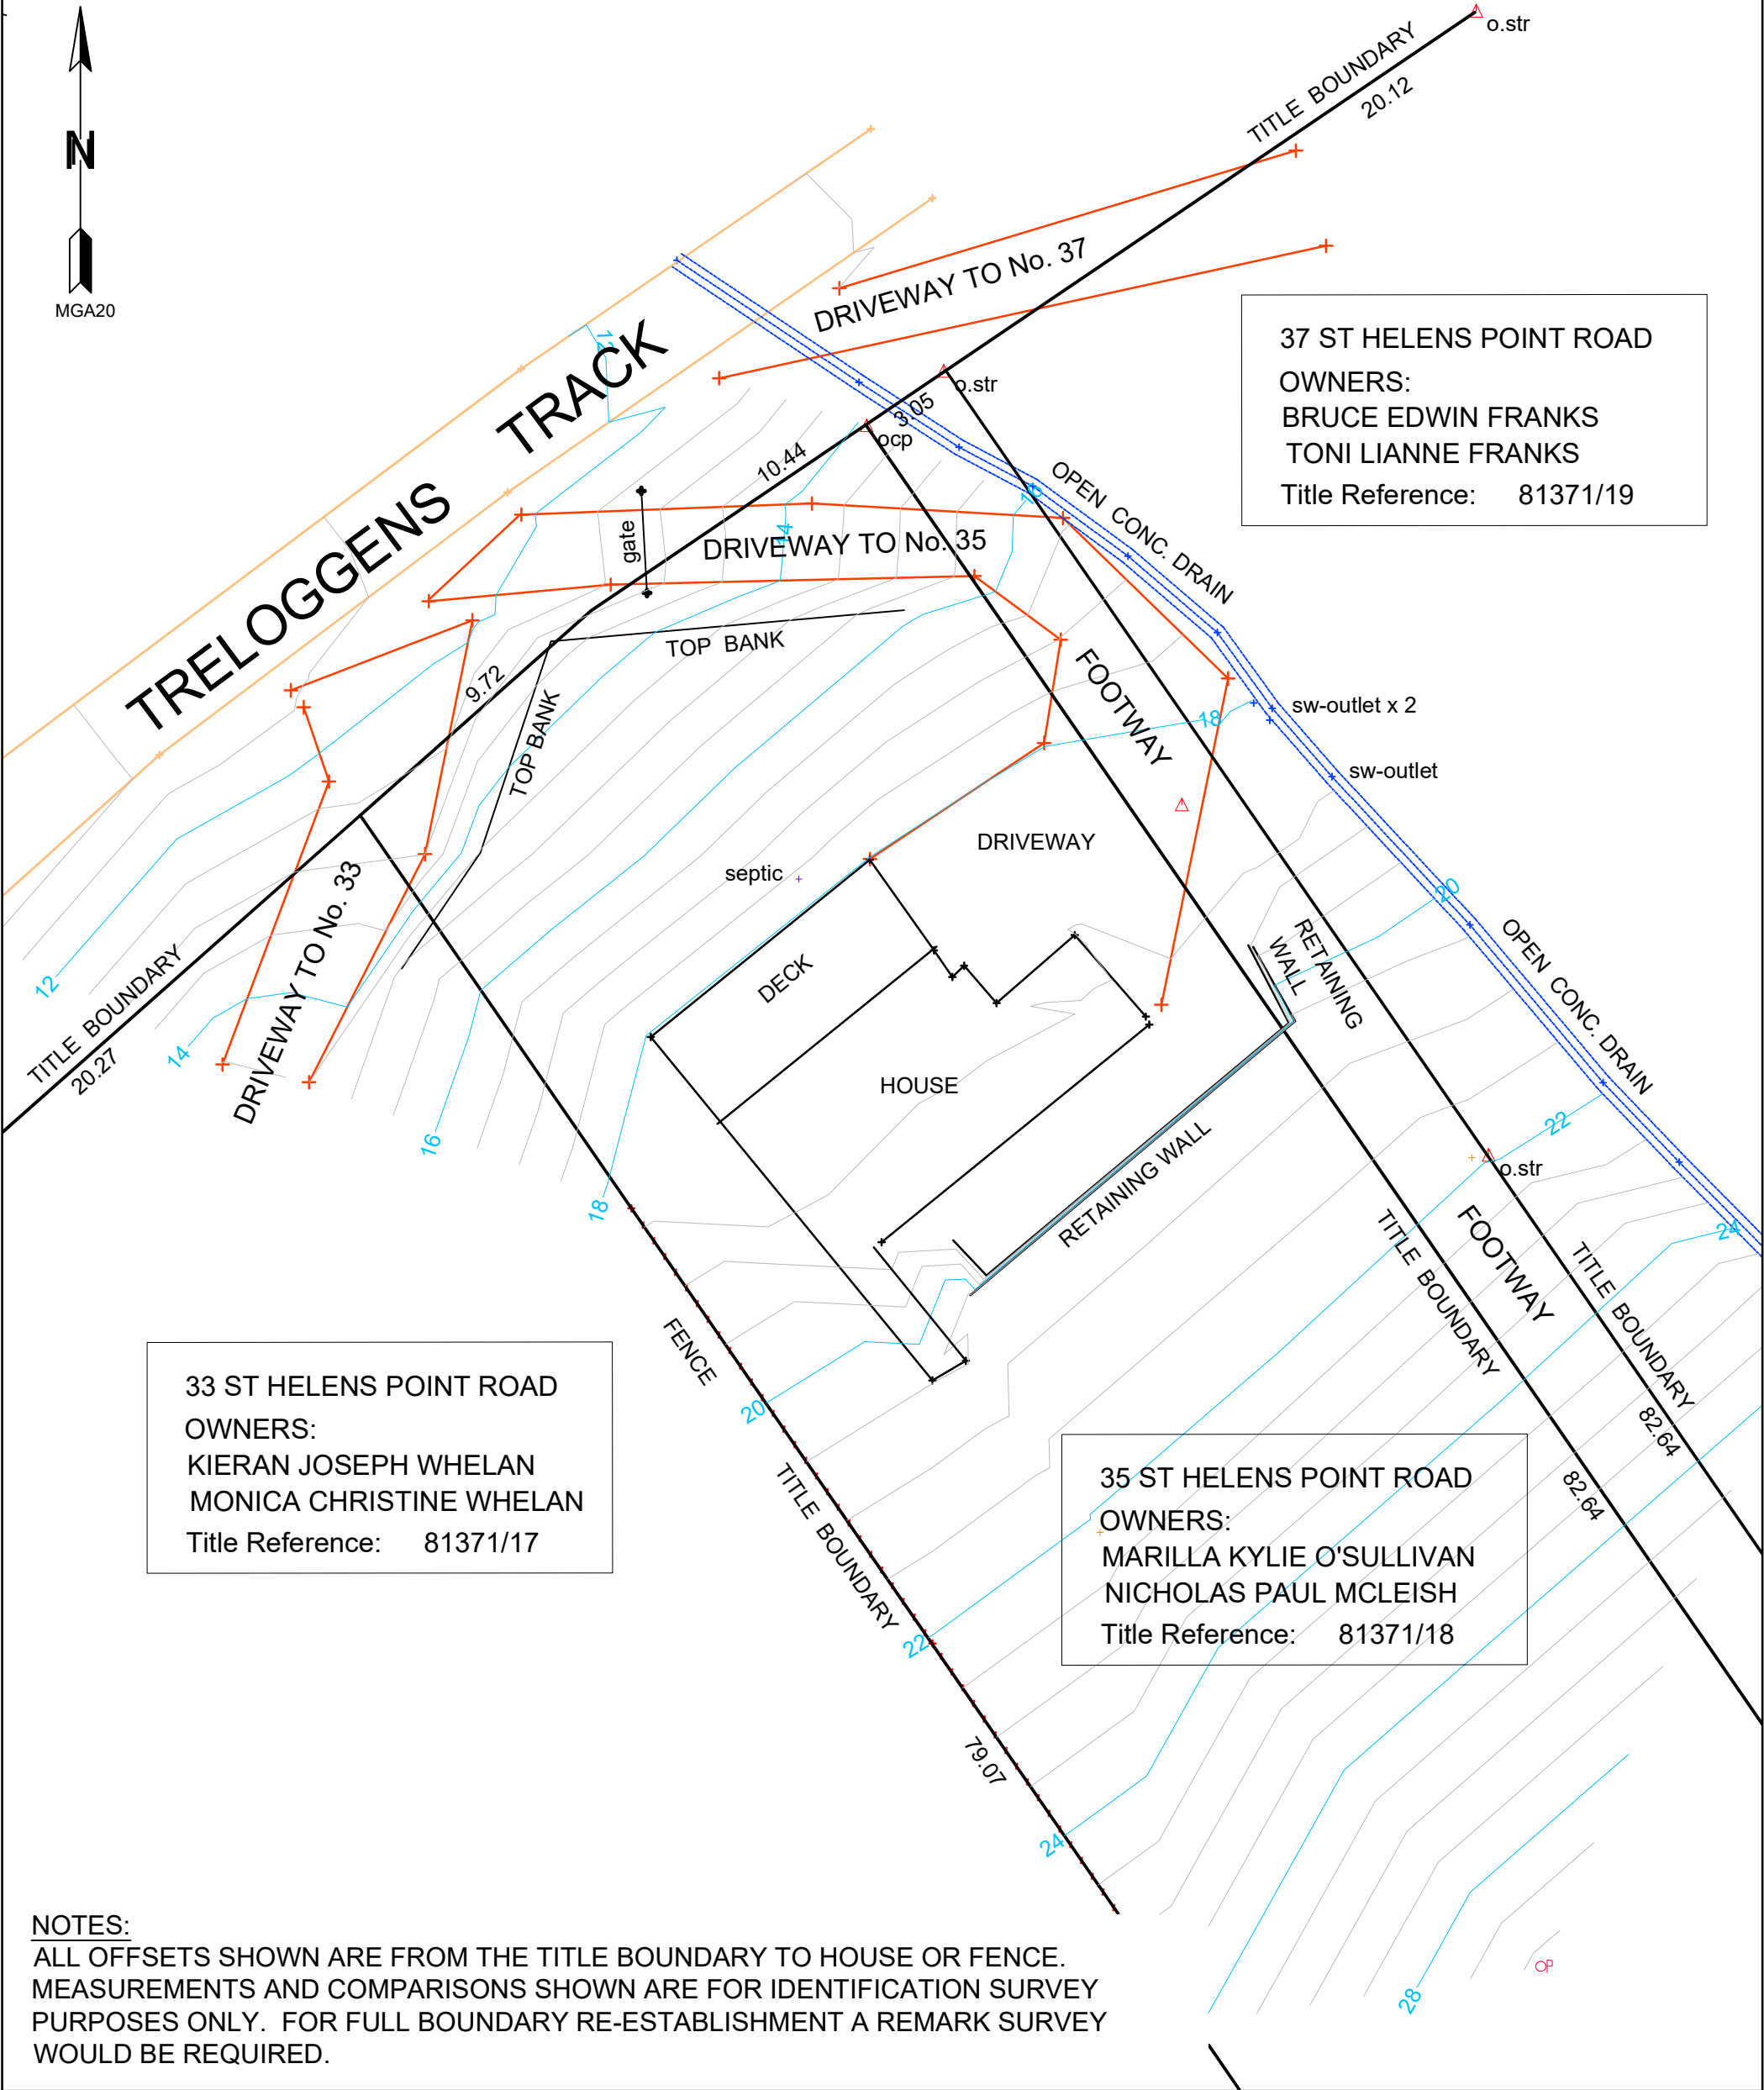 o.str
TITLE BOUNDARY
20.12
N
MGA20
DRIVEWAY TO No. 37
37 ST HELENS POINT ROAD
OWNERS:
BRUCE EDWIN FRANKS
TONI LIANNE FRANKS
Title Reference: 81371/19
12
TRELOGGENS TRACK
o.str
3.05
ocp
10.44
OPEN CONC. DRAIN
16
gate
14
DRIVEWAY TO No. 35
TOP BANK
9.72
TOP BANK
FOOTWAY
18
sw-outlet x 2
sw-outlet
DRIVEWAY
septic
20
DRIVEWAY TO No. 33
RETAINING
WALL
OPEN CONC. DRAIN
DECK
12
TITLE BOUNDARY
20.27
14
HOUSE
16
RETAINING WALL
22
o.str
18
TITLE BOUNDARY
FOOTWAY
TITLE BOUNDARY
24
82.64
82.64
FENCE
20
33 ST HELENS POINT ROAD
OWNERS:
KIERAN JOSEPH WHELAN
MONICA CHRISTINE WHELAN
Title Reference: 81371/17
TITLE BOUNDARY
35 ST HELENS POINT ROAD
OWNERS:
MARILLA KYLIE O'SULLIVAN
NICHOLAS PAUL MCLEISH
Title Reference: 81371/18
22
79.07
24
28
OP
NOTES:
ALL OFFSETS SHOWN ARE FROM THE TITLE BOUNDARY TO HOUSE OR FENCE.
MEASUREMENTS AND COMPARISONS SHOWN ARE FOR IDENTIFICATION SURVEY
PURPOSES ONLY. FOR FULL BOUNDARY RE-ESTABLISHMENT A REMARK SURVEY
WOULD BE REQUIRED.